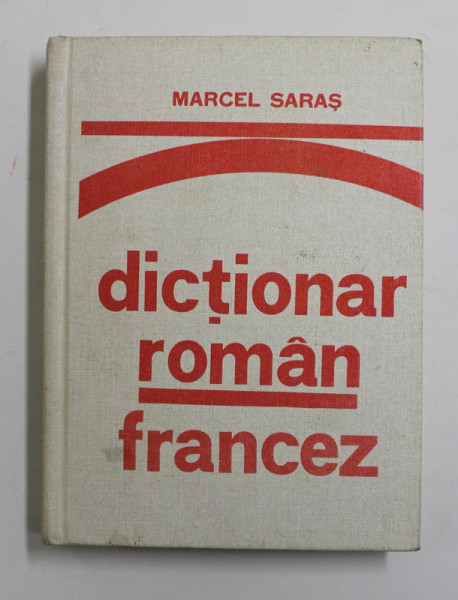 MARCEL SARAȘ
dicționar
român
francez